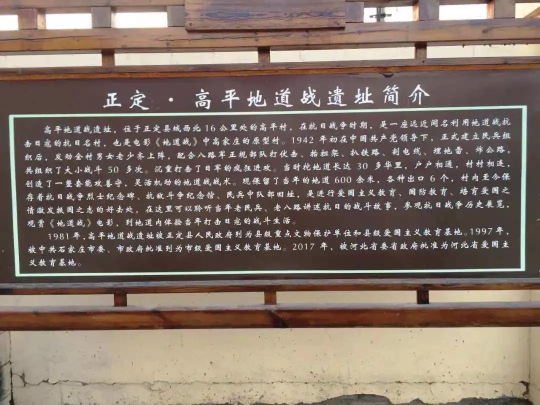 正定·高平地道战遗址简介
高平地道战遗址，位于正定县城西北16公里处的高平村，在抗日战争时期，是一座远近闻名利用地道战抗
击日寇的抗日名村，也是电影《地道战》中高家庄的原型村。1942年初在中国共产党领导下，正式成立民兵组
织后，发动全村男女老少齐上阵，配合八路军正规部队打伏击、抬担架、扒铁路、割电线、埋地雷、炸公路，
共组织了大小战斗50多次。沉重打击了日军的疯狂进攻。当时挖地道长达30多华里，户户相通，村村相连，
创造了一套能攻善守、灵活机动的地道战战术。现保留了当年的地道600余米，各种出口6个，村内至今保
存着抗日战争烈士纪念碑、抗敌斗争纪念馆、民兵中队部旧址，是进行爱国主义教育、国防教育、培育爱国之
情激发报国之志的好去处，在这里可以聆听当年老民兵、老八路讲述抗日的战斗故事，参观抗日战争历史展览，
观看《地道战》电影，到地道内体验当年打击日寇的战斗生活。
1981年，高平地道战遗址被正定县人民政府列为县级重点文物保护单位和县级爱国主义教育基地。1997年，
被中共石家庄市委、市政府批准列为市级爱国主义教育基地。2017年，被河北省委省政府批准为河北省爱国主
义教育基地。